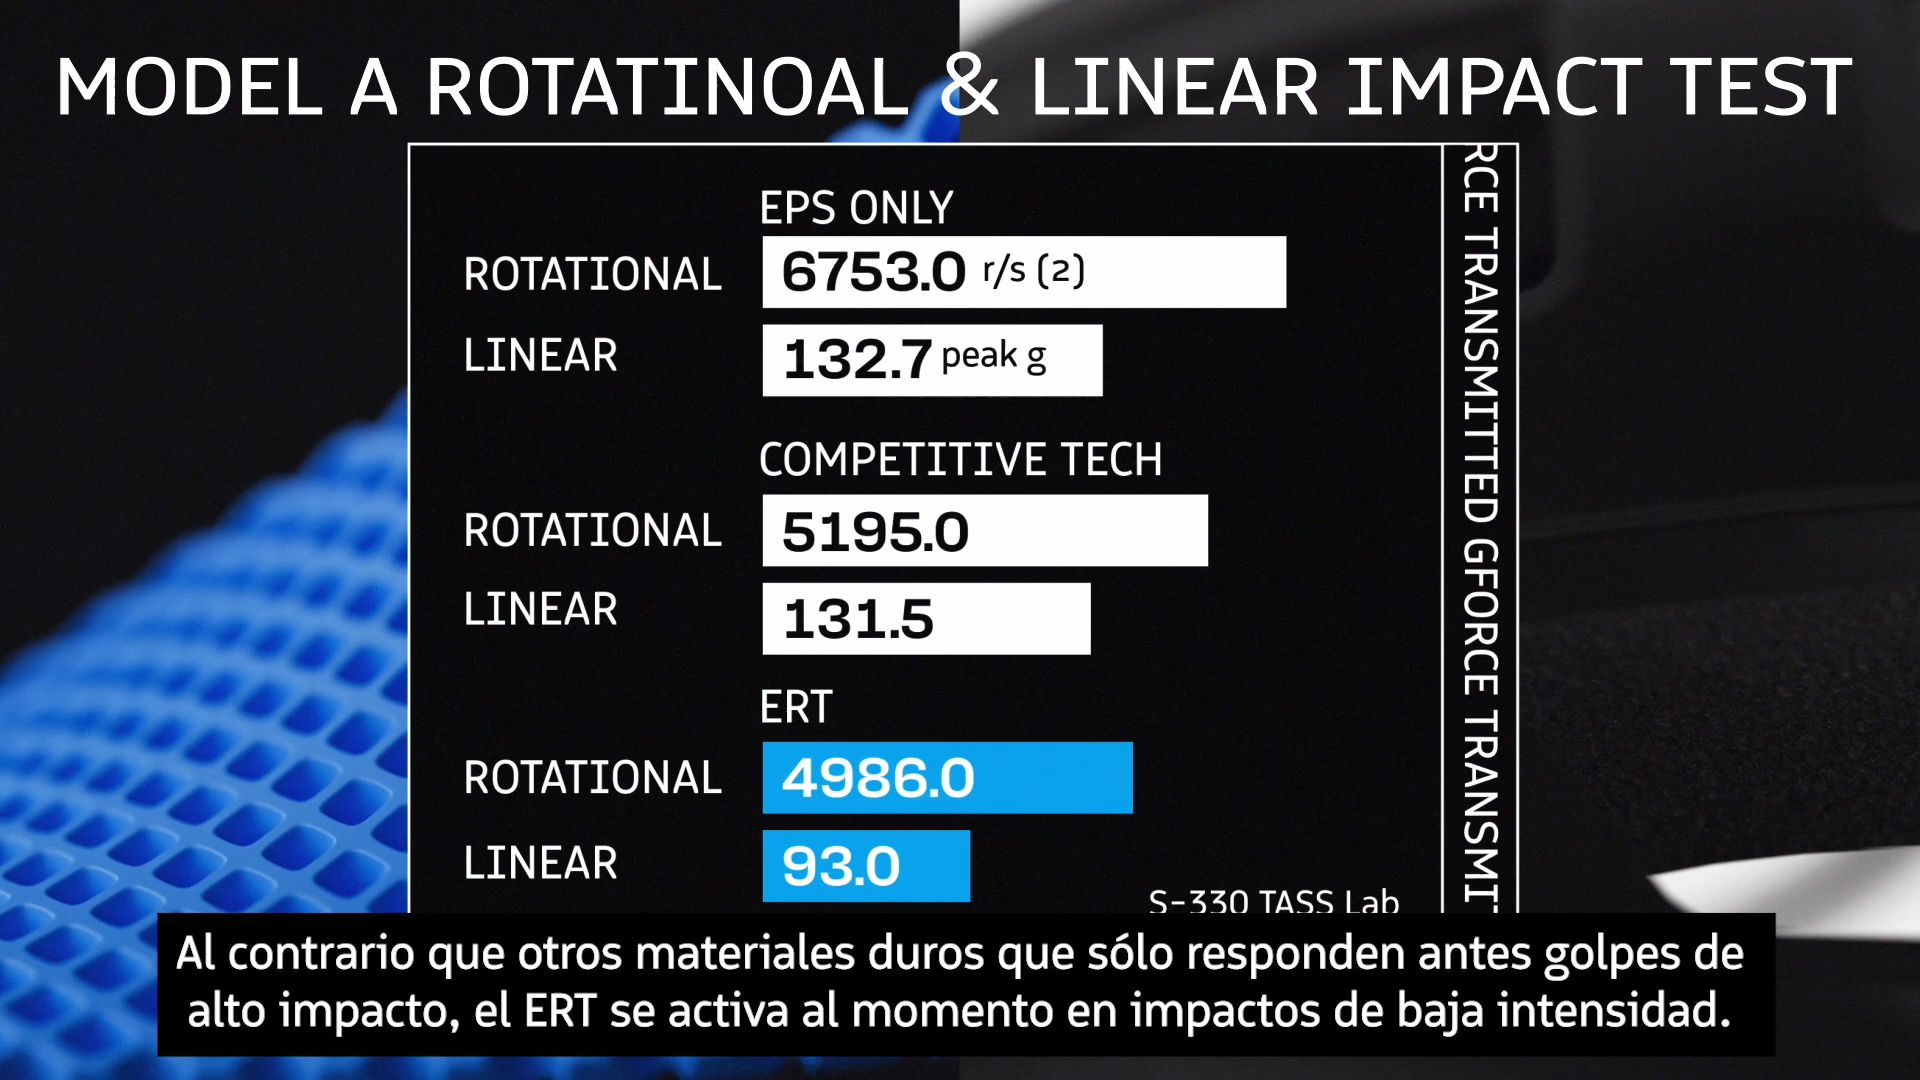 MODEL A ROTATINOAL & LINEAR IMPACT TEST
EPS ONLY
ROTATIONAL 6753.0 r/s (2)
LINEAR 132.7 peak g
COMPETITIVE TECH
ROTATIONAL 5195.0
LINEAR 131.5
ERT
ROTATIONAL 4986.0
LINEAR 93.0
S-330 TASS Lab
TRANSMITTED GFORCE
Al contrario que otros materiales duros que sólo responden antes golpes de
alto impacto, el ERT se activa al momento en impactos de baja intensidad.